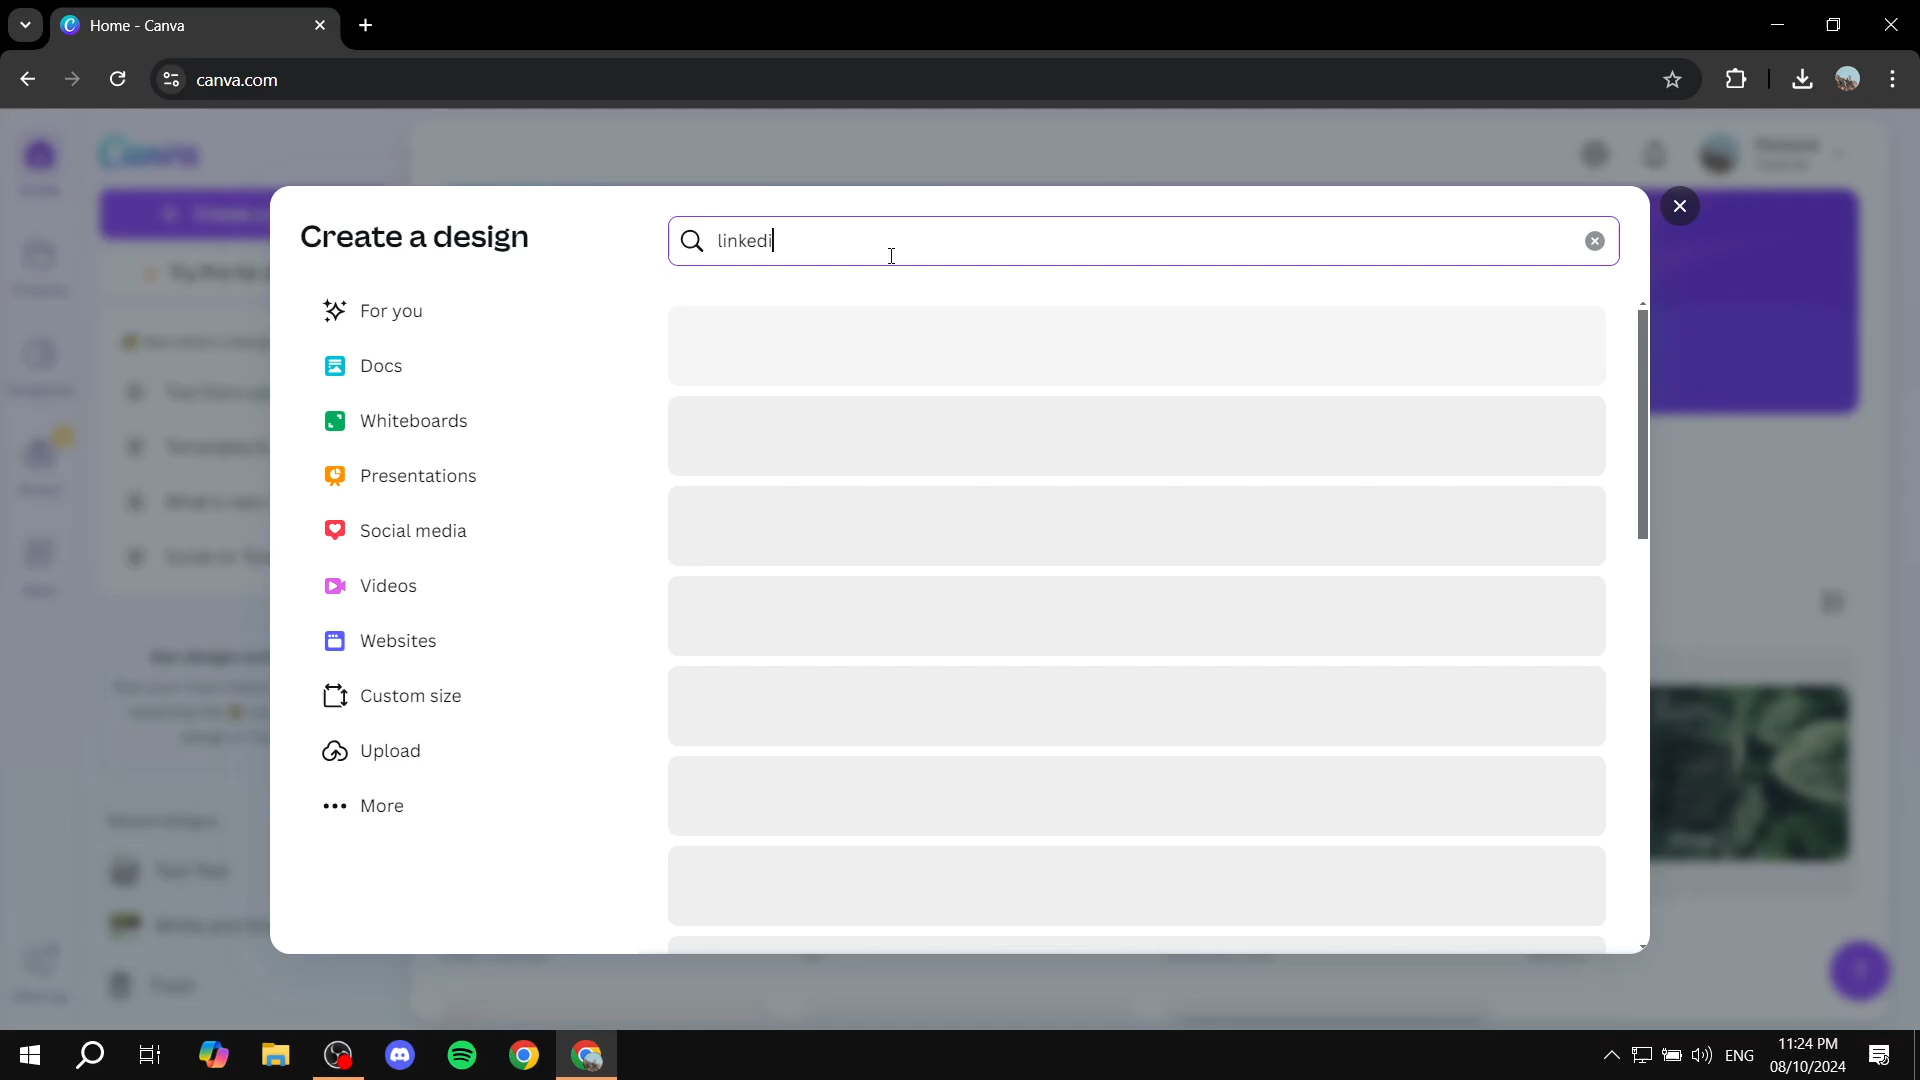 Home - Canva
canva.com
Canva
Create a design
linkedi
For you
Docs
Whiteboards
Presentations
Social media
Videos
Websites
Custom size
Upload
More
ENG
11:24 PM
08/10/2024